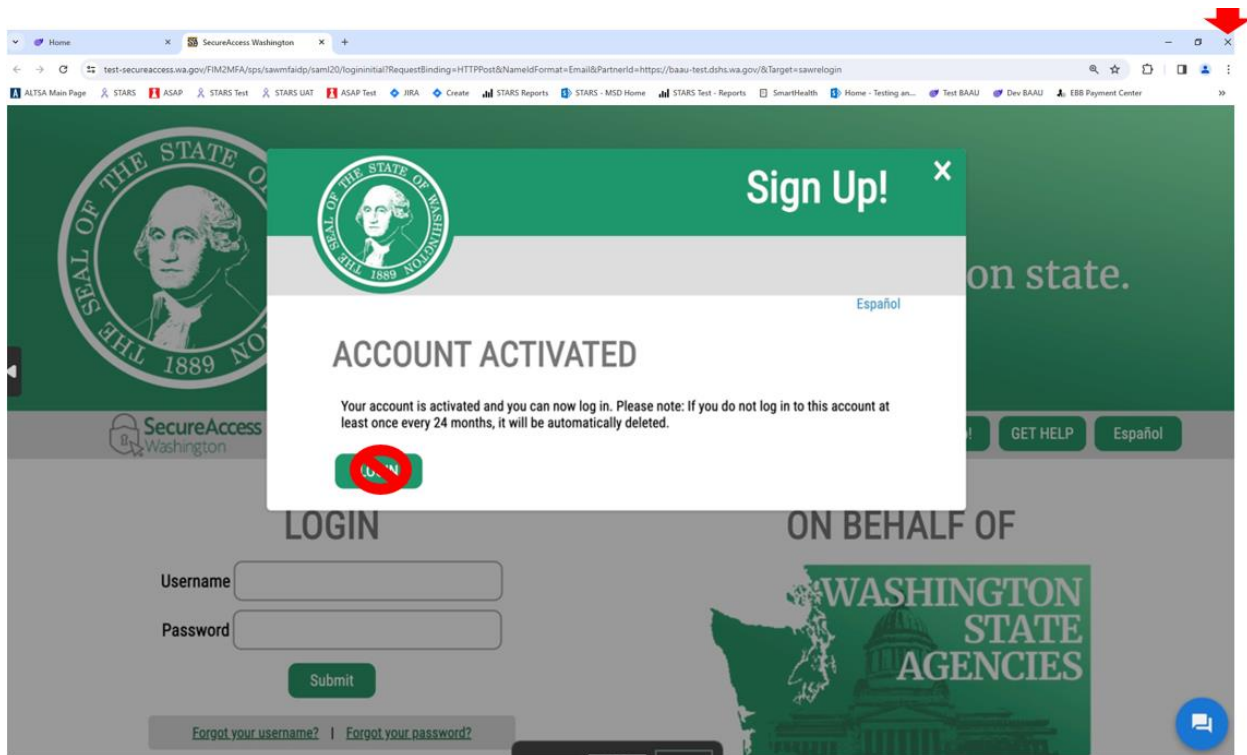 Home
SecureAccess Washington
test-secureaccess.wa.gov/FIM2MFA/sps/sawmfaidp/saml20/logininitial?RequestBinding=HTTPPost&NameIdFormat=Email&PartnerId=https://baau-test.dshs.wa.gov/&Target=sawrelogin
ALTSA Main Page STARS ASAP STARS Test STARS UAT ASAP Test JIRA Create STARS Reports STARS - MSD Home STARS Test - Reports SmartHealth Home - Testing an... Test BAAU Dev BAAU EBB Payment Center
THE STATE
THE SEAL OF
1889
THE SEAL OF THE STATE OF WASHINGTON
1889
Sign Up!
on state.
Español
ACCOUNT ACTIVATED
Your account is activated and you can now log in. Please note: If you do not log in to this account at
least once every 24 months, it will be automatically deleted.
SecureAccess
Washington
GET HELP
Español
LOGIN
ON BEHALF OF
Username
Password
Submit
Forgot your username? | Forgot your password?
WASHINGTON
STATE
AGENCIES